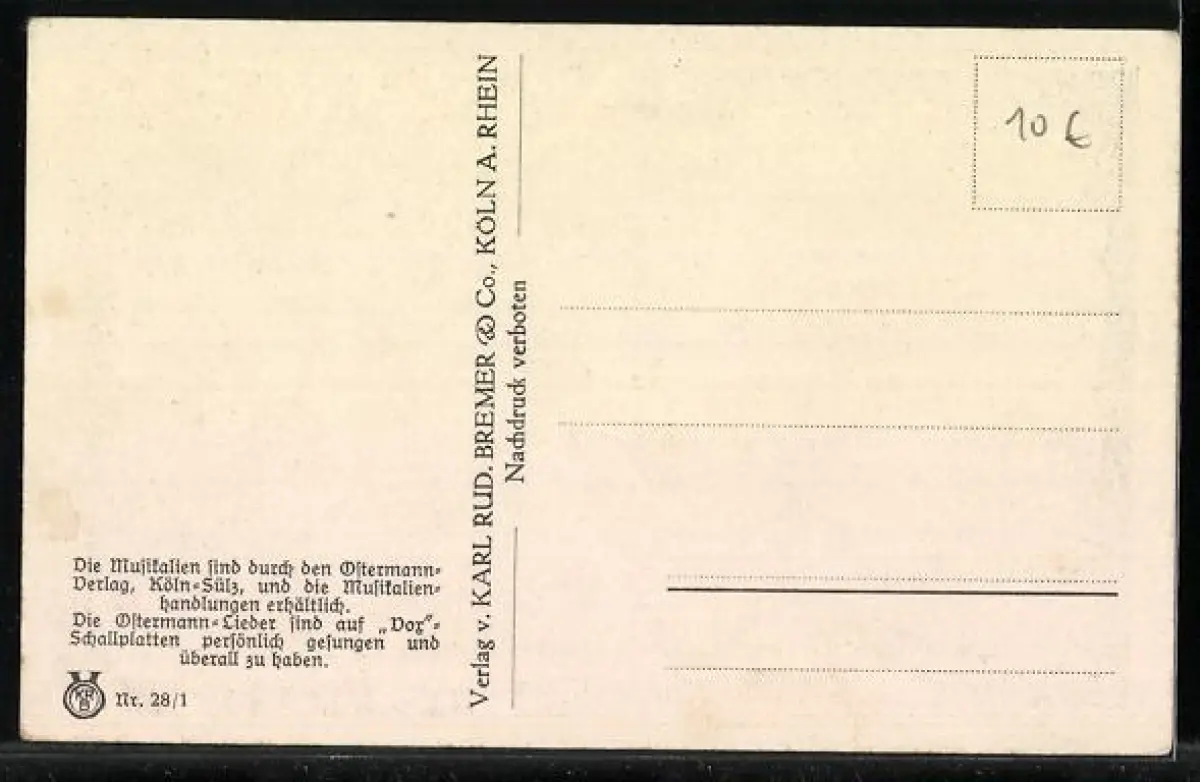 Die Musikalien sind durch den Ostermann-
Verlag, Köln-Sülz, und die Musikalien-
handlungen erhältlich.
Die Ostermann-Lieder sind auf „Vox"-
Schallplatten persönlich gesungen und
überall zu haben.
KRB
Nr. 28/1
Verlag v. KARL RUD. BREMER & Co., KÖLN A. RHEIN
Nachdruck verboten
10 €